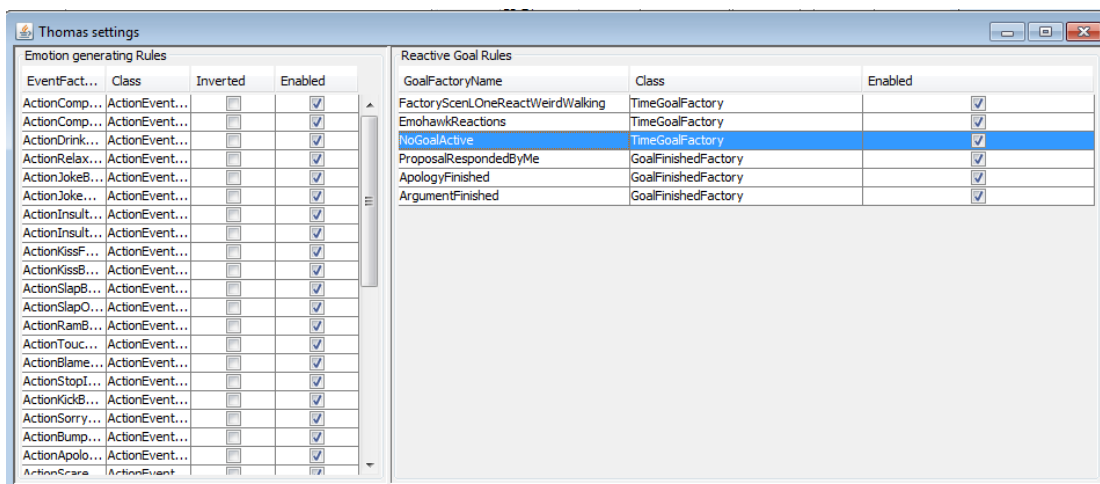 Thomas settings
Emotion generating Rules
EventFact... Class Inverted Enabled
ActionComp... ActionEvent...
ActionComp... ActionEvent...
ActionDrink... ActionEvent...
ActionRelax... ActionEvent...
ActionJokeB... ActionEvent...
ActionJoke... ActionEvent...
ActionInsult... ActionEvent...
ActionInsult... ActionEvent...
ActionKissF... ActionEvent...
ActionKissB... ActionEvent...
ActionSlapB... ActionEvent...
ActionSlapO... ActionEvent...
ActionRamB... ActionEvent...
ActionTouc... ActionEvent...
ActionBlame... ActionEvent...
ActionStopI... ActionEvent...
ActionKickB... ActionEvent...
ActionSorry... ActionEvent...
ActionBump... ActionEvent...
ActionApolo... ActionEvent...
ActionScare... ActionEvent...
Reactive Goal Rules
GoalFactoryName Class Enabled
FactoryScenLOneReactWeirdWalking TimeGoalFactory
EmohawkReactions TimeGoalFactory
NoGoalActive TimeGoalFactory
ProposalRespondedByMe GoalFinishedFactory
ApologyFinished GoalFinishedFactory
ArgumentFinished GoalFinishedFactory